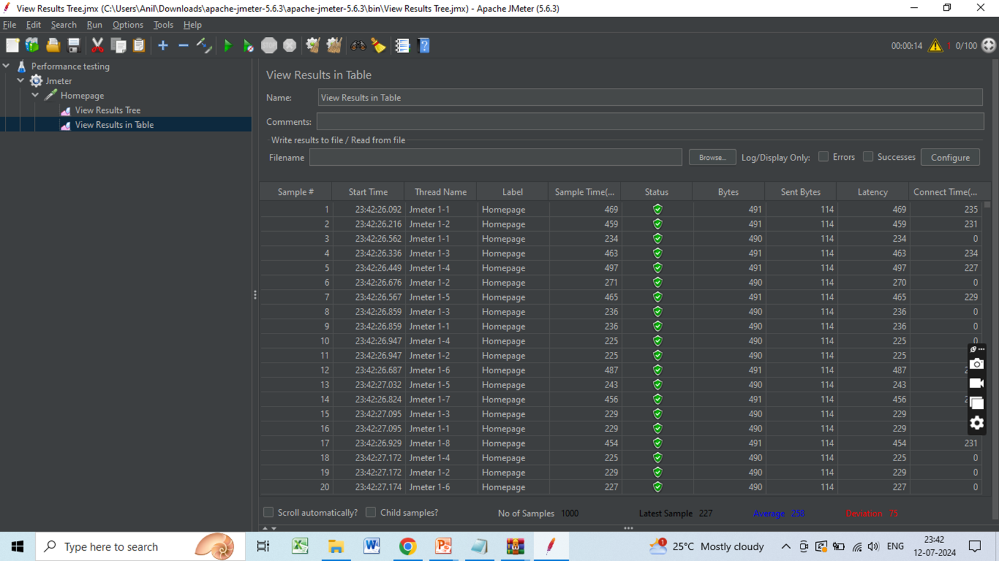 View Results Tree.jmx (C:\Users\Anil\Downloads\apache-jmeter-5.6.3\apache-jmeter-5.6.3\bin\View Results Tree.jmx) - Apache JMeter (5.6.3)
File Edit Search Run Options Tools Help
STOP 00:00:14 1 0/100
Performance testing
Jmeter
Homepage
View Results Tree
View Results in Table
View Results in Table
Name: View Results in Table
Comments:
Write results to file / Read from file
Filename Browse... Log/Display Only: Errors Successes Configure
Sample # Start Time Thread Name Label Sample Time(... Status Bytes Sent Bytes Latency Connect Time(...
1 23:42:26.092 Jmeter 1-1 Homepage 469 491 114 469 235
2 23:42:26.216 Jmeter 1-2 Homepage 459 491 114 459 231
3 23:42:26.562 Jmeter 1-1 Homepage 234 490 114 234 0
4 23:42:26.336 Jmeter 1-3 Homepage 463 491 114 463 234
5 23:42:26.449 Jmeter 1-4 Homepage 497 491 114 497 227
6 23:42:26.676 Jmeter 1-2 Homepage 271 490 114 270 0
7 23:42:26.567 Jmeter 1-5 Homepage 465 491 114 465 229
8 23:42:26.859 Jmeter 1-3 Homepage 236 490 114 236 0
9 23:42:26.859 Jmeter 1-1 Homepage 236 490 114 236 0
10 23:42:26.947 Jmeter 1-4 Homepage 225 490 114 225 0
11 23:42:26.947 Jmeter 1-2 Homepage 225 490 114 225
12 23:42:26.687 Jmeter 1-6 Homepage 487 491 114 487
13 23:42:27.032 Jmeter 1-5 Homepage 243 490 114 243
14 23:42:26.824 Jmeter 1-7 Homepage 456 491 114 456
15 23:42:27.095 Jmeter 1-3 Homepage 229 490 114 229
16 23:42:27.095 Jmeter 1-1 Homepage 229 490 114 229
17 23:42:26.929 Jmeter 1-8 Homepage 454 491 114 454 231
18 23:42:27.172 Jmeter 1-4 Homepage 225 490 114 225 0
19 23:42:27.172 Jmeter 1-2 Homepage 229 490 114 229 0
20 23:42:27.174 Jmeter 1-6 Homepage 227 490 114 227 0
Scroll automatically? Child samples? No of Samples 1000 Latest Sample 227 Average 258 Deviation 75
Type here to search 1 25°C Mostly cloudy ENG 23:42
12-07-2024